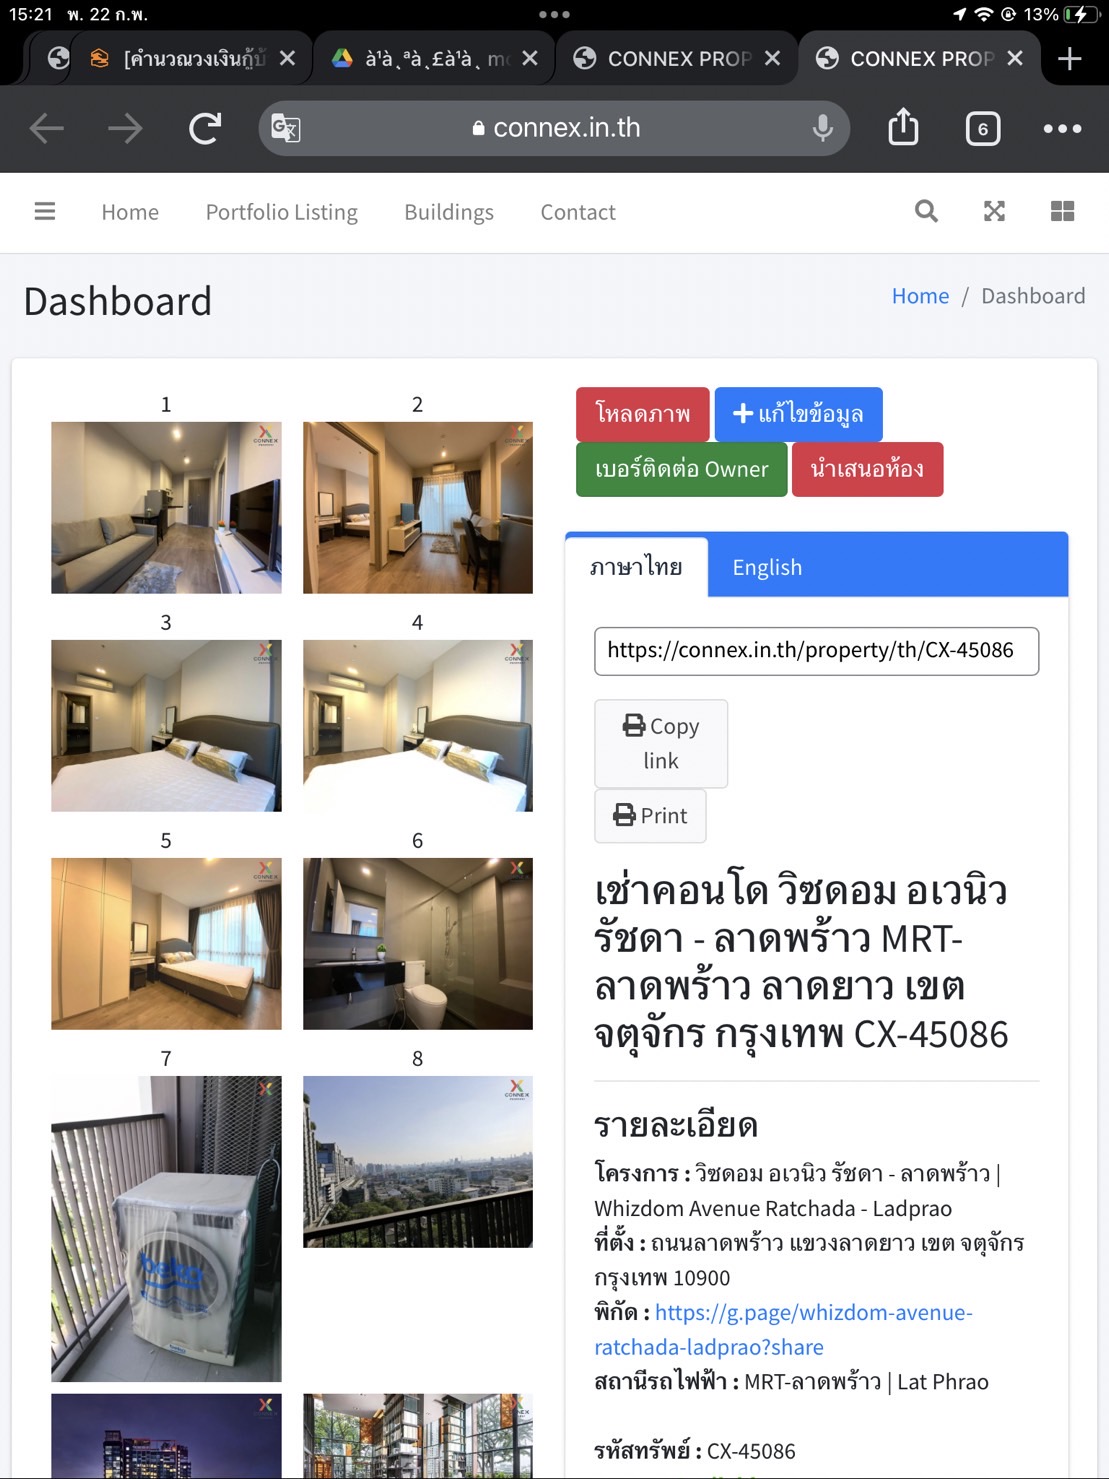 15:21 พ. 22 ก.พ.
13%
[คำนวณวงเงินกู้บ้
CONNEX PROP
CONNEX PROP
connex.in.th
6
Home Portfolio Listing Buildings Contact
Dashboard
Home / Dashboard
1
2
3
4
5
6
7
8
CONNEX
beko
โหลดภาพ
แก้ไขข้อมูล
เบอร์ติดต่อ Owner
นำเสนอห้อง
ภาษาไทย
English
https://connex.in.th/property/th/CX-45086
Copy
link
Print
เช่าคอนโด วิซดอม อเวนิว
รัชดา - ลาดพร้าว MRT-
ลาดพร้าว ลาดยาว เขต
จตุจักร กรุงเทพ CX-45086
รายละเอียด
โครงการ : วิซดอม อเวนิว รัชดา - ลาดพร้าว |
Whizdom Avenue Ratchada - Ladprao
ที่ตั้ง : ถนนลาดพร้าว แขวงลาดยาว เขต จตุจักร
กรุงเทพ 10900
พิกัด : https://g.page/whizdom-avenue-
ratchada-ladprao?share
สถานีรถไฟฟ้า : MRT-ลาดพร้าว | Lat Phrao
รหัสทรัพย์ : CX-45086